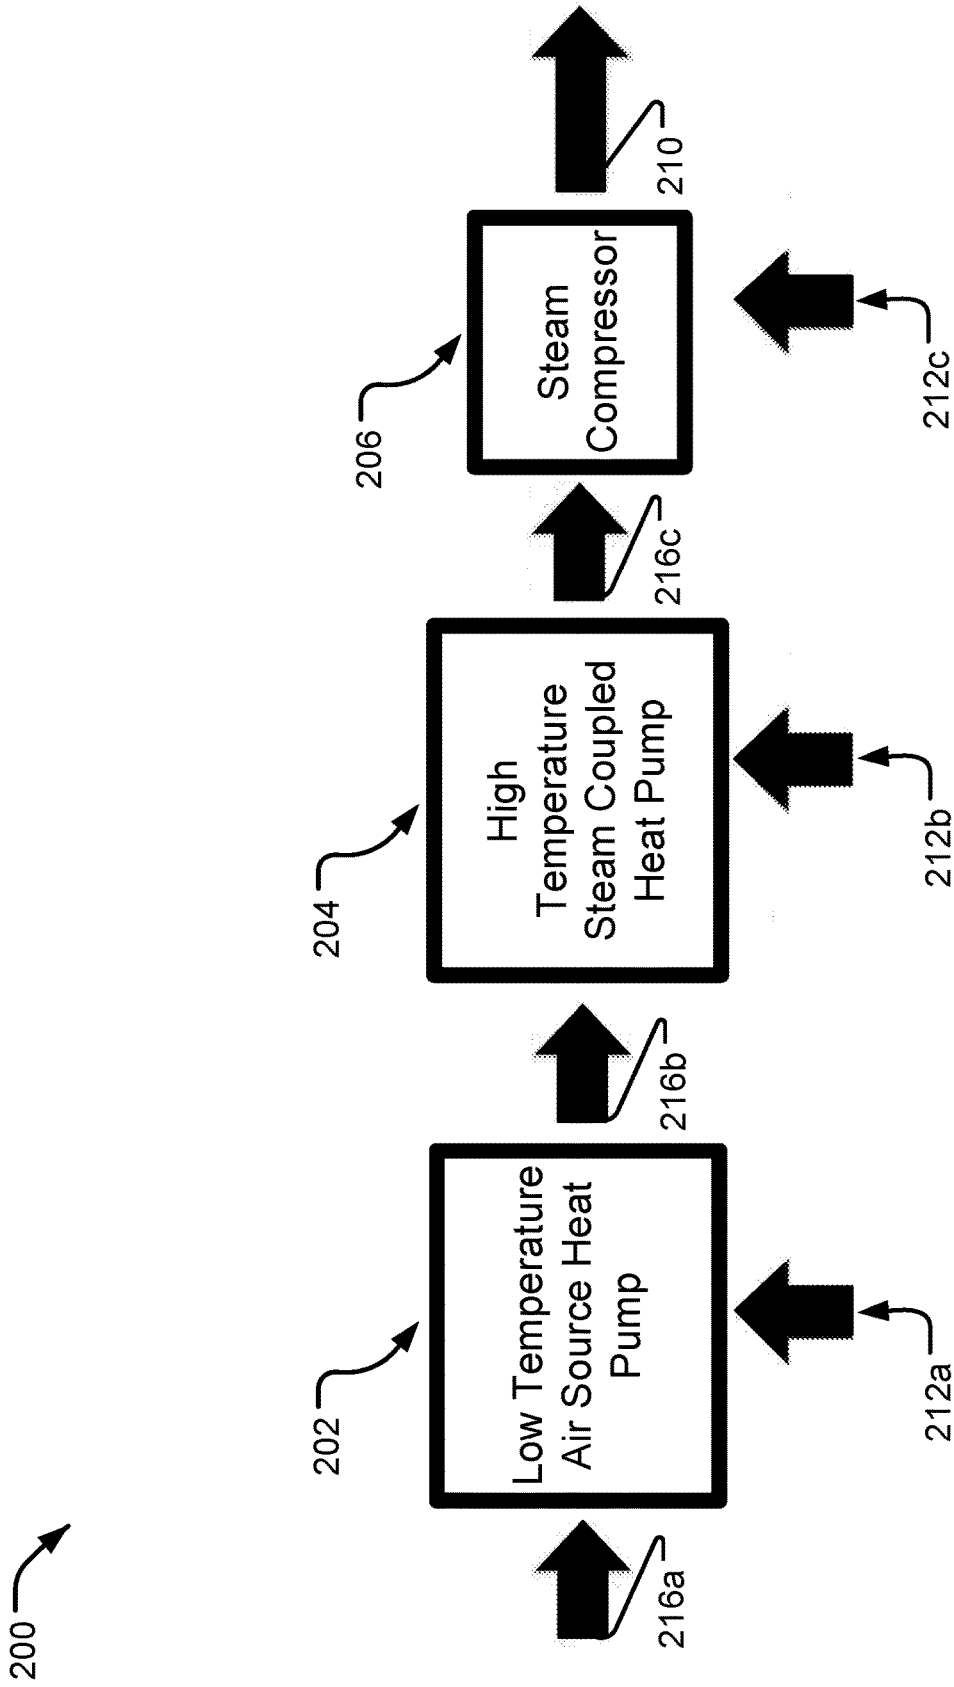 200
202
204
206
Low Temperature
Air Source Heat
Pump
High
Temperature
Steam Coupled
Heat Pump
Steam
Compressor
216a
216b
216c
210
212a
212b
212c